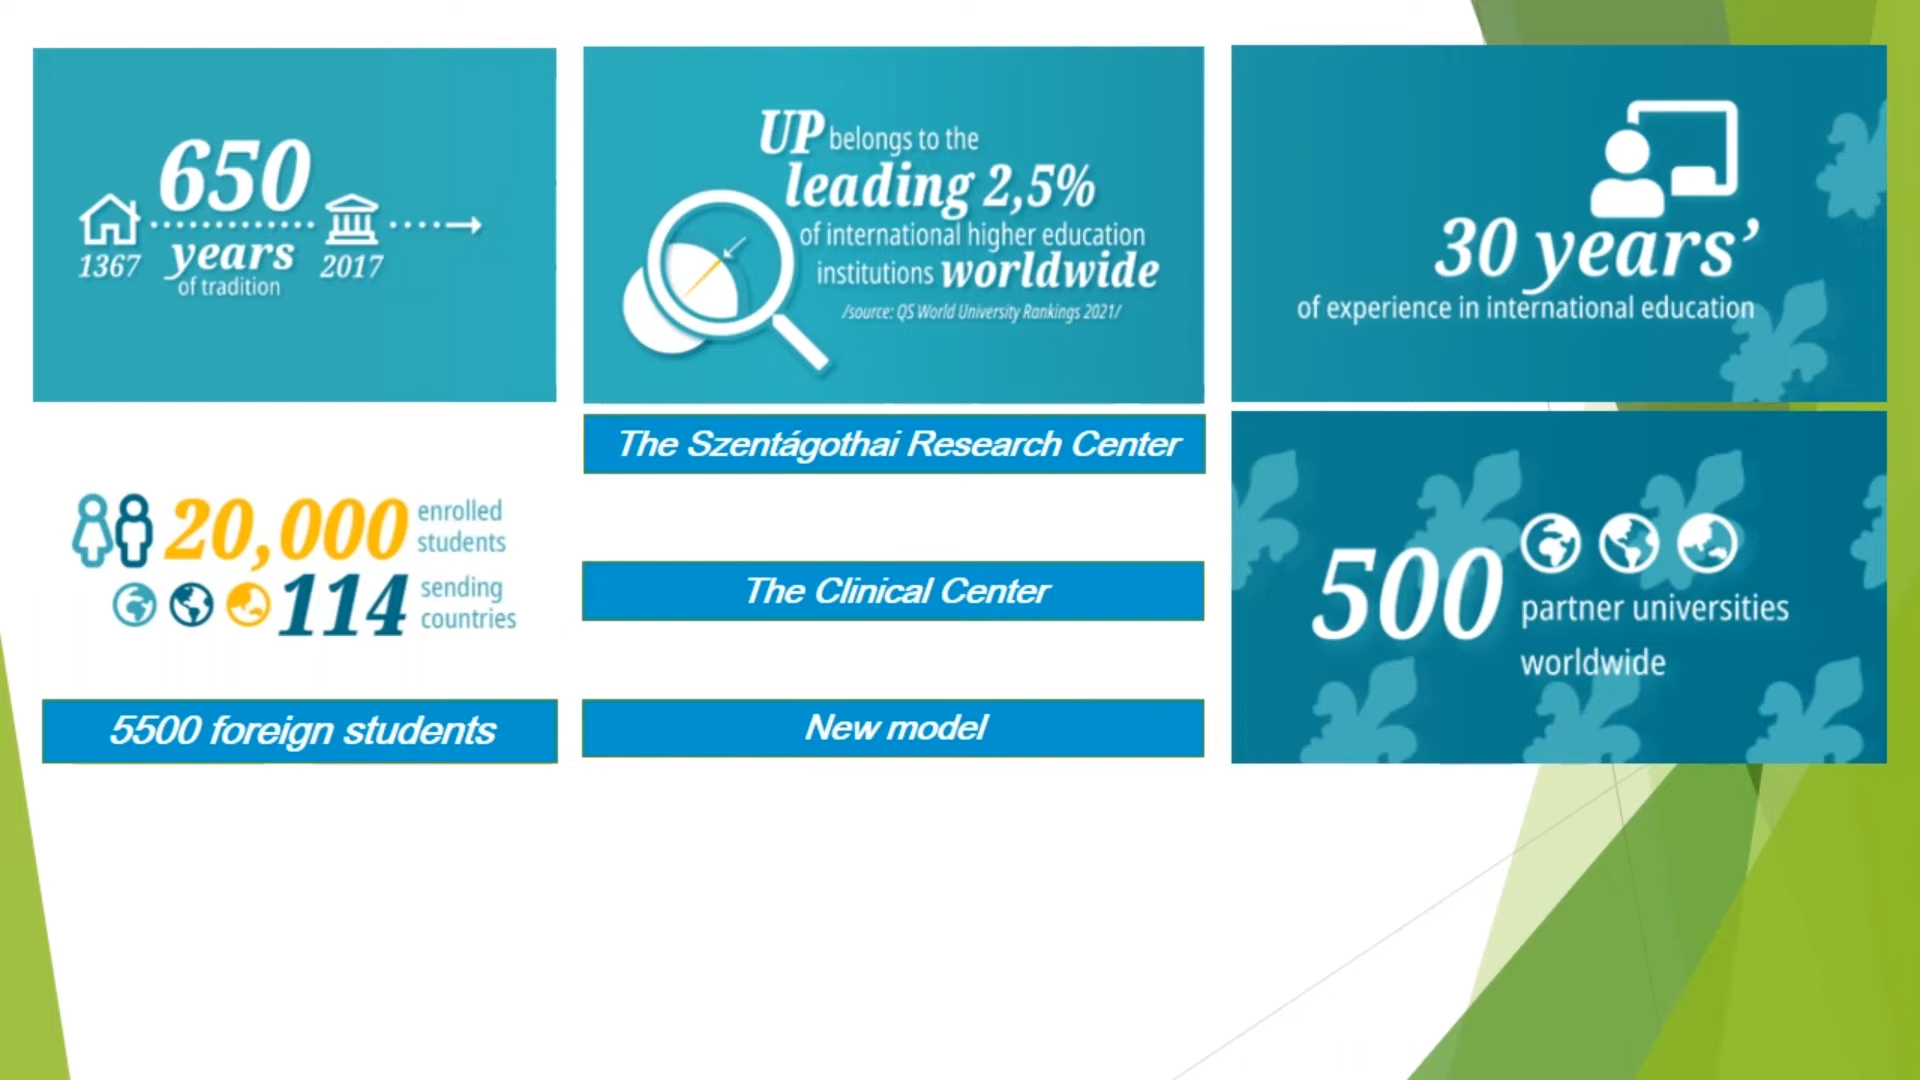 650
years
of tradition
1367
2017
UP belongs to the
leading 2,5%
of international higher education
institutions worldwide
/source: QS World University Rankings 2021/
30 years’
of experience in international education
20,000 enrolled students
114 sending countries
5500 foreign students
The Szentágothai Research Center
The Clinical Center
New model
500 partner universities
worldwide